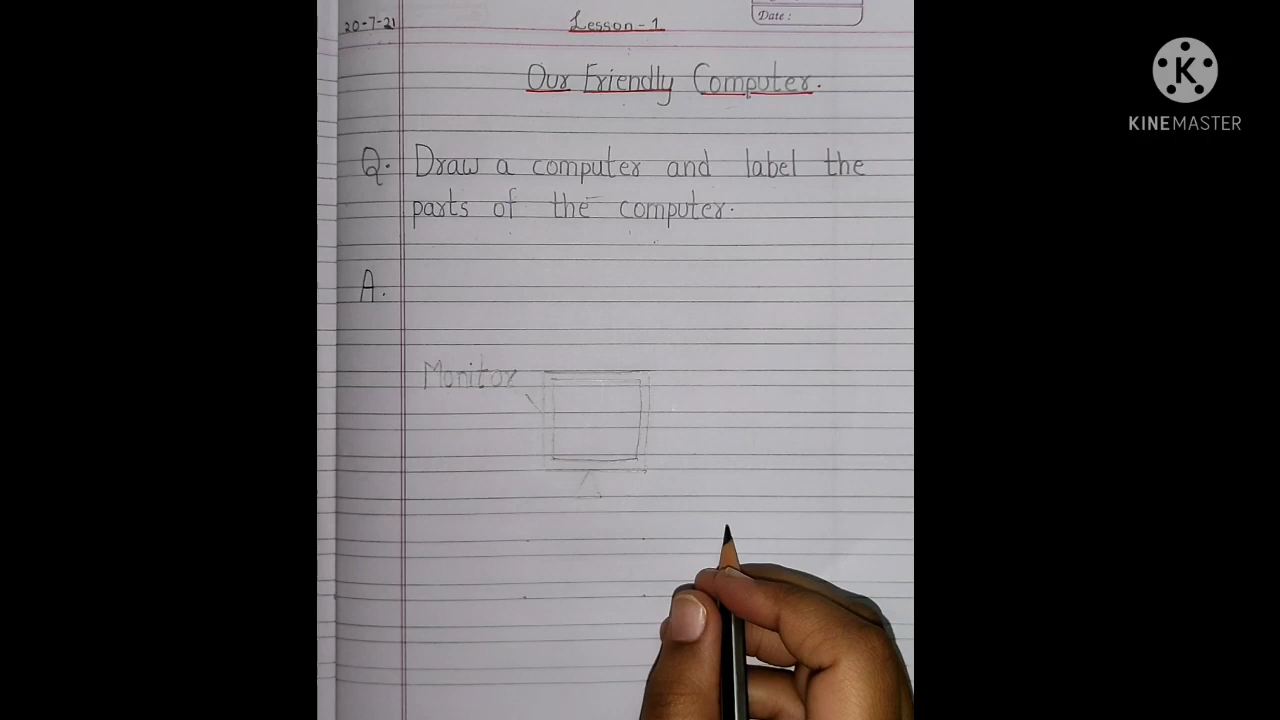 20-7-21
Lesson-1
Date :
Our Friendly Computer.
Q. Draw a computer and label the
parts of the computer.
A.
Monitor
K
KINEMASTER